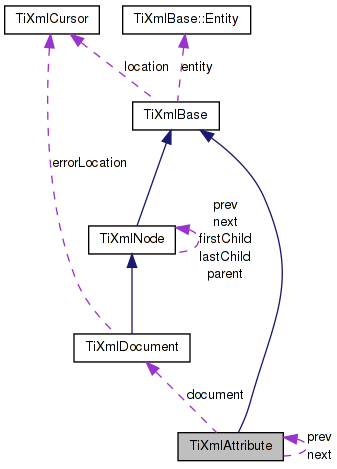 TiXmlCursor
TiXmlBase::Entity
location
entity
TiXmlBase
errorLocation
prev
next
firstChild
lastChild
parent
TiXmlNode
TiXmlDocument
document
TiXmlAttribute
prev
next